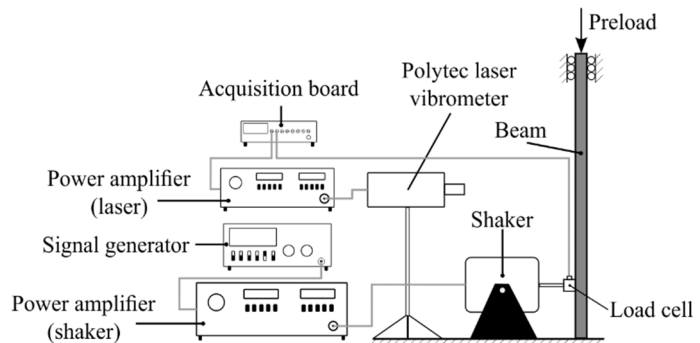 Preload
Polytec laser
vibrometer
Acquisition board
Beam
Power amplifier
(laser)
Shaker
Signal generator
Power amplifier
(shaker)
Load cell